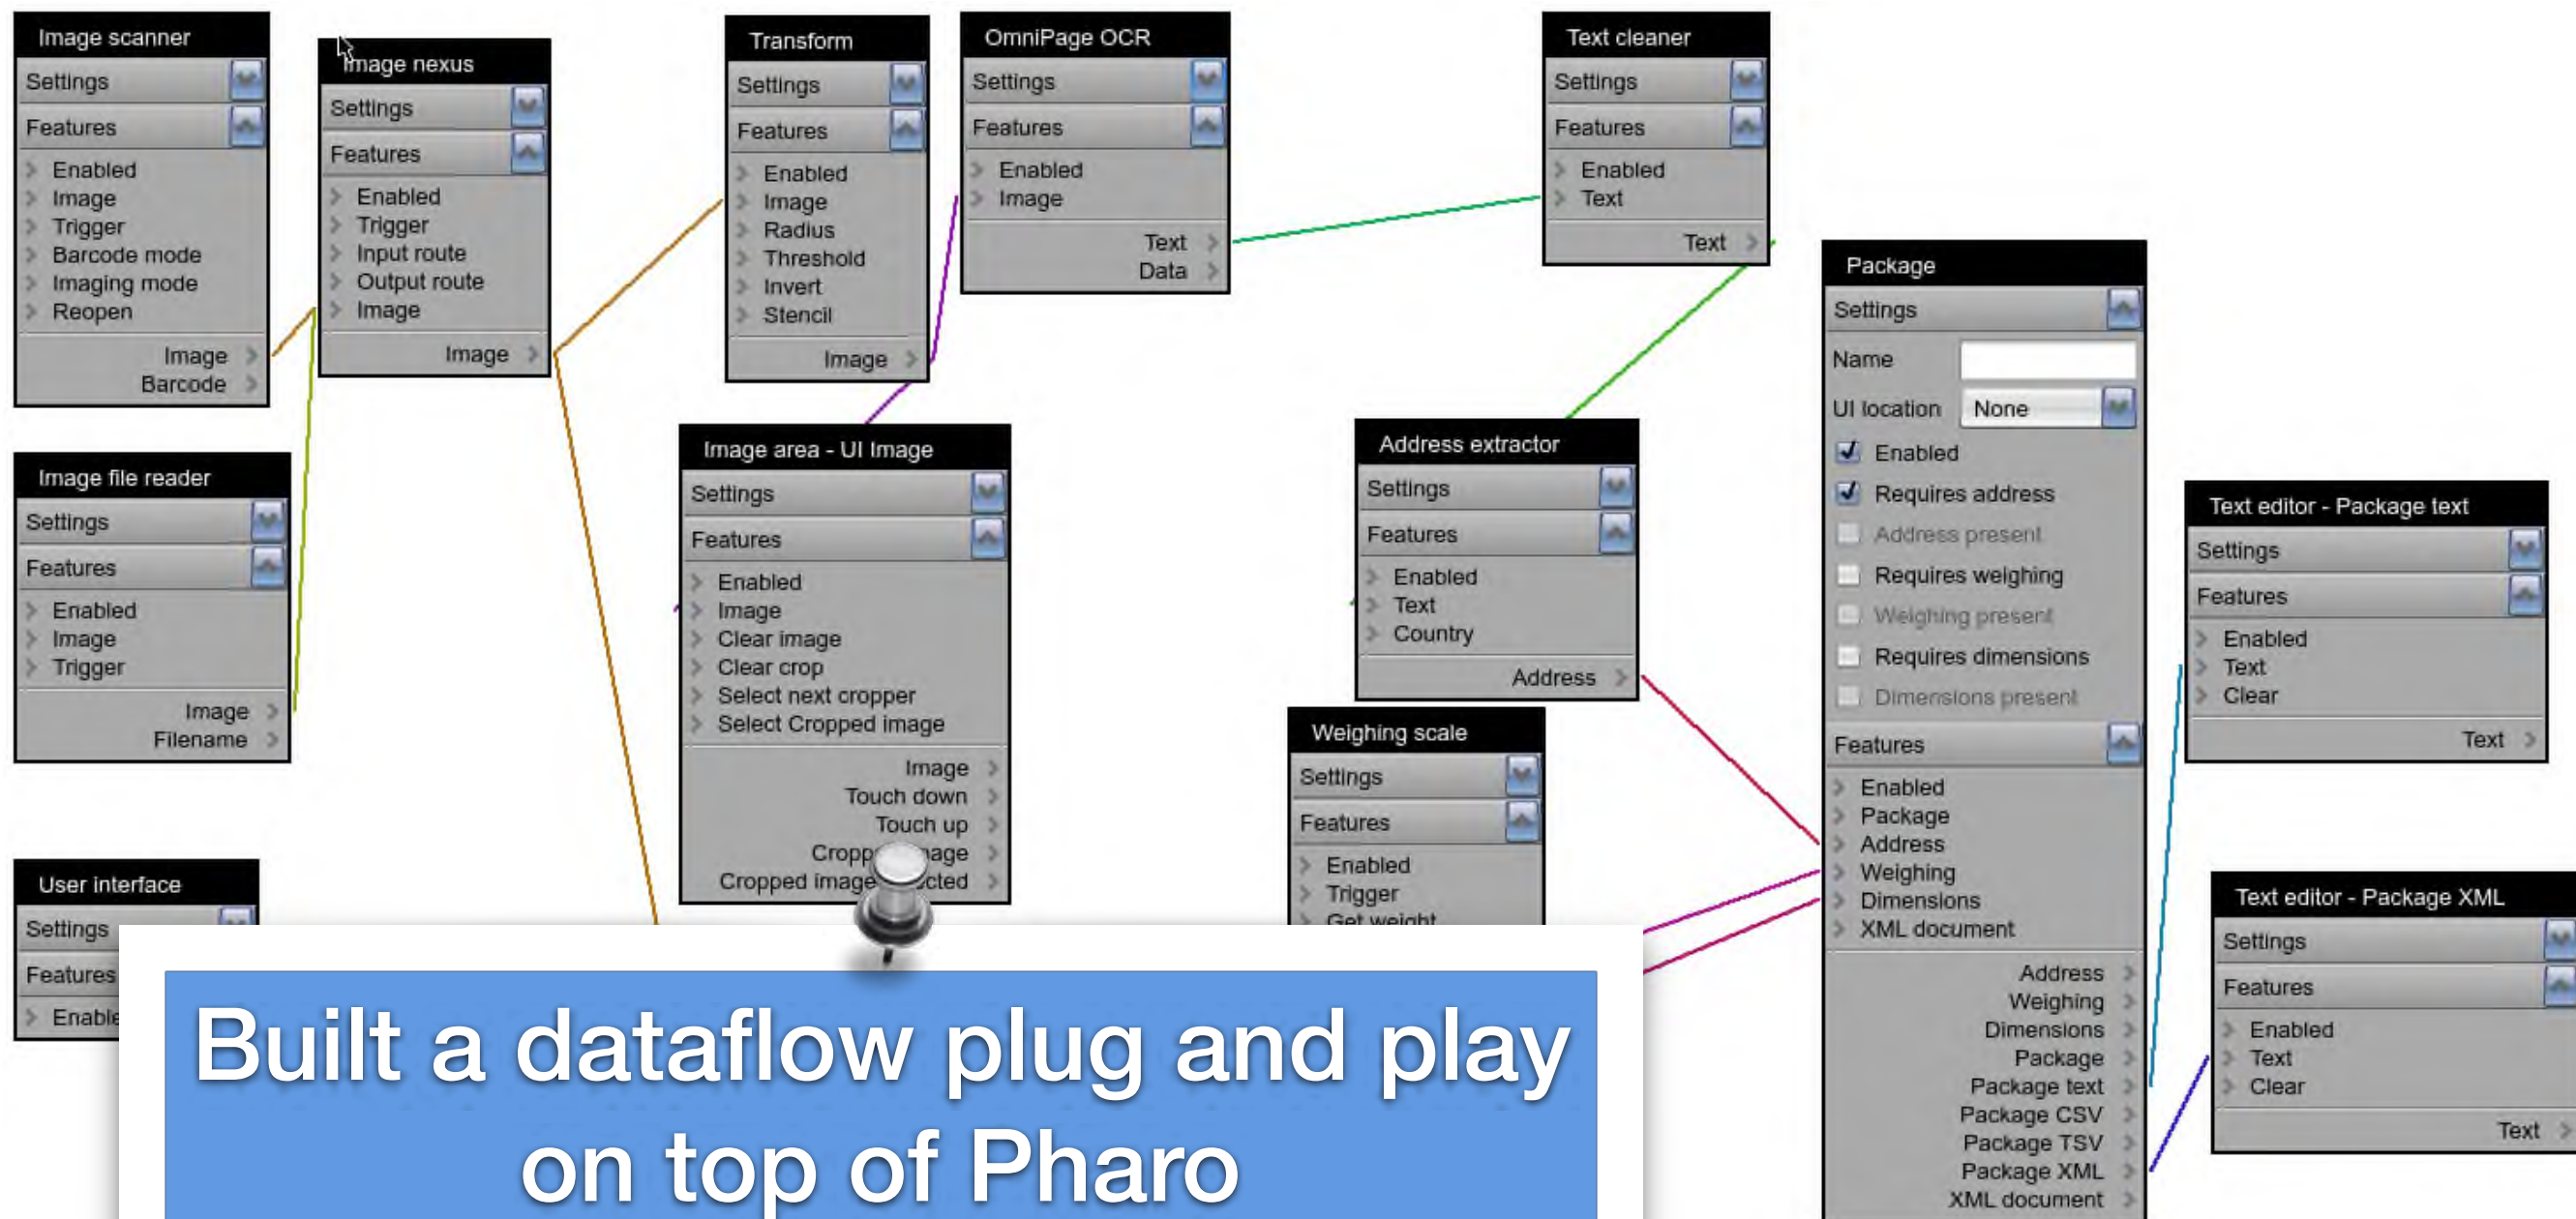 Image scanner
Settings
Features
Enabled
Image
Trigger
Barcode mode
Imaging mode
Reopen
Image
Barcode
Image nexus
Settings
Features
Enabled
Trigger
Input route
Output route
Image
Image
Transform
Settings
Features
Enabled
Image
Radius
Threshold
Invert
Stencil
Image
OmniPage OCR
Settings
Features
Enabled
Image
Text
Data
Text cleaner
Settings
Features
Enabled
Text
Text
Image file reader
Settings
Features
Enabled
Image
Trigger
Image
Filename
Image area - UI Image
Settings
Features
Enabled
Image
Clear image
Clear crop
Select next cropper
Select Cropped image
Image
Touch down
Touch up
Cropped image
Cropped image
Address extractor
Settings
Features
Enabled
Text
Country
Address
Weighing scale
Settings
Features
Enabled
Trigger
Get weight
Package
Settings
Name
UI location None
Enabled
Requires address
Address present
Requires weighing
Weighing present
Requires dimensions
Dimensions present
Features
Enabled
Package
Address
Weighing
Dimensions
XML document
Address
Weighing
Dimensions
Package
Package text
Package CSV
Package TSV
Package XML
XML document
Text editor - Package text
Settings
Features
Enabled
Text
Clear
Text
Text editor - Package XML
Settings
Features
Enabled
Text
Clear
Text
User interface
Settings
Features
Enable
Built a dataflow plug and play
on top of Pharo